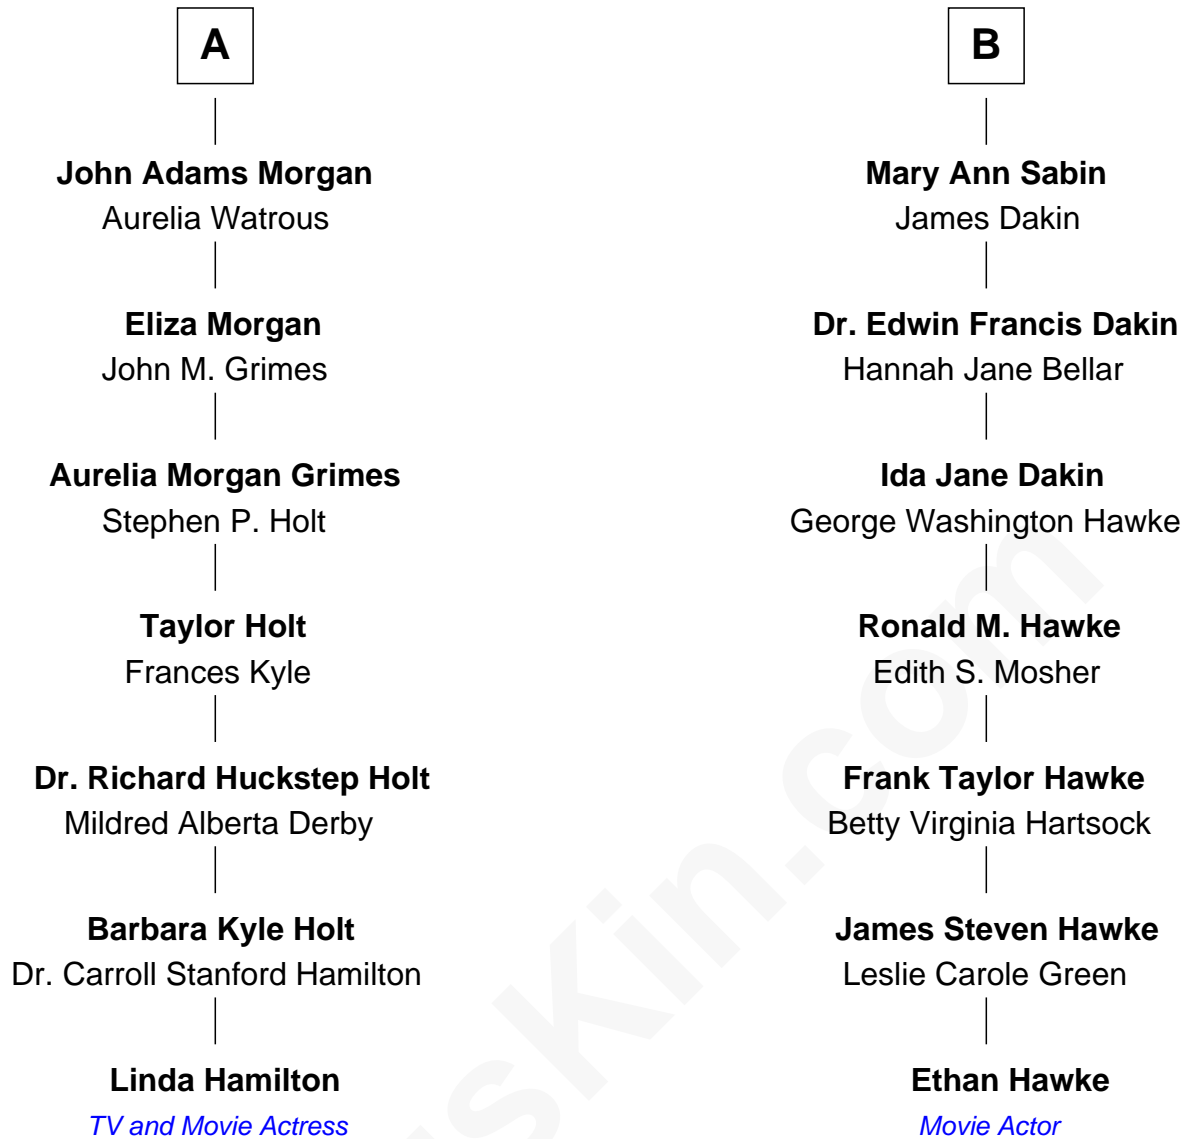 A
John Adams Morgan
Aurelia Watrous
Eliza Morgan
John M. Grimes
Aurelia Morgan Grimes
Stephen P. Holt
Taylor Holt
Frances Kyle
Dr. Richard Huckstep Holt
Mildred Alberta Derby
Barbara Kyle Holt
Dr. Carroll Stanford Hamilton
Linda Hamilton
TV and Movie Actress
B
Mary Ann Sabin
James Dakin
Dr. Edwin Francis Dakin
Hannah Jane Bellar
Ida Jane Dakin
George Washington Hawke
Ronald M. Hawke
Edith S. Mosher
Frank Taylor Hawke
Betty Virginia Hartsock
James Steven Hawke
Leslie Carole Green
Ethan Hawke
Movie Actor